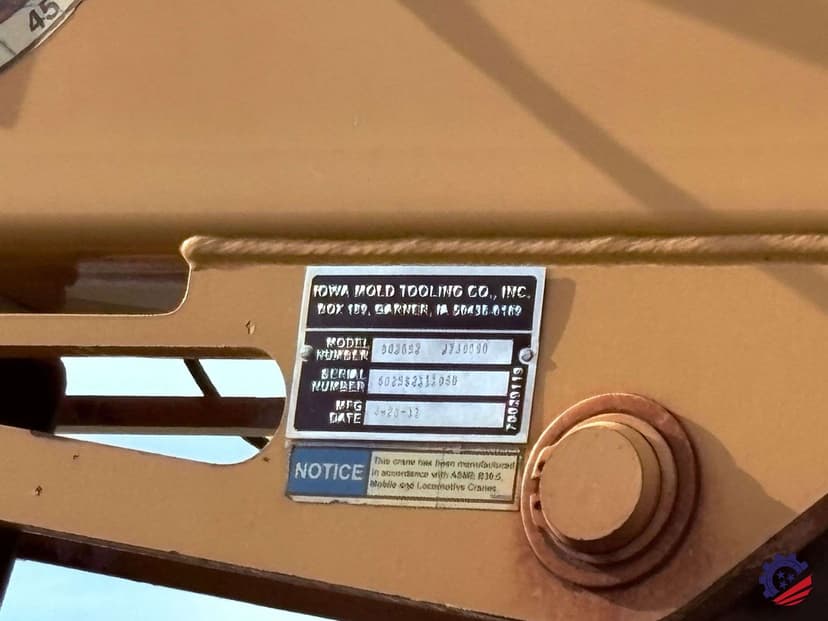 45
IOWA MOLD TOOLING CO., INC.
BOX 189, GARNER, IA 50438-0189
MODEL
NUMBER
SERIAL
NUMBER
MFG
DATE
70029119
NOTICE
This crane has been manufactured
in accordance with ASME B30.5,
Mobile and Locomotive Cranes.